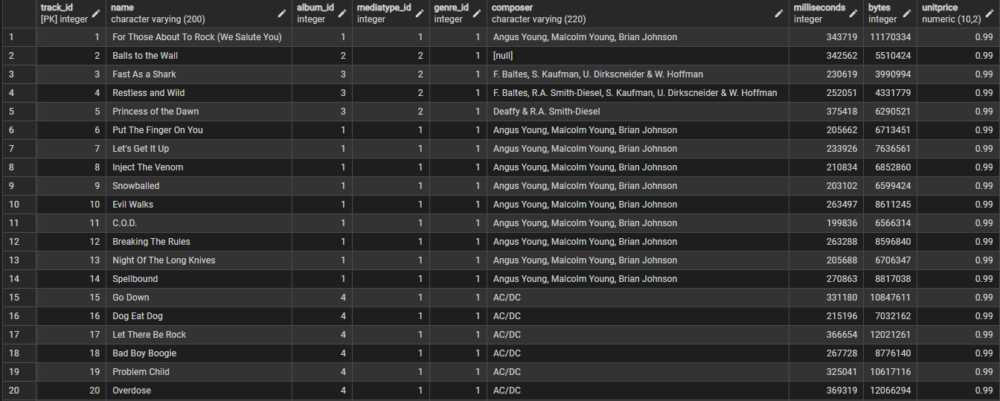 track_id name album_id mediatype_id genre_id composer milliseconds bytes unitprice
[PK] integer character varying (200) integer integer integer character varying (220) integer integer numeric (10,2)
1 1 For Those About To Rock (We Salute You) 1 1 1 Angus Young, Malcolm Young, Brian Johnson 343719 11170334 0.99
2 2 Balls to the Wall 2 2 1 [null] 342562 5510424 0.99
3 3 Fast As a Shark 3 2 1 F. Baltes, S. Kaufman, U. Dirkscneider & W. Hoffman 230619 3990994 0.99
4 4 Restless and Wild 3 2 1 F. Baltes, R.A. Smith-Diesel, S. Kaufman, U. Dirkscneider & W. Hoffman 252051 4331779 0.99
5 5 Princess of the Dawn 3 2 1 Deaffy & R.A. Smith-Diesel 375418 6290521 0.99
6 6 Put The Finger On You 1 1 1 Angus Young, Malcolm Young, Brian Johnson 205662 6713451 0.99
7 7 Let's Get It Up 1 1 1 Angus Young, Malcolm Young, Brian Johnson 233926 7636561 0.99
8 8 Inject The Venom 1 1 1 Angus Young, Malcolm Young, Brian Johnson 210834 6852860 0.99
9 9 Snowballed 1 1 1 Angus Young, Malcolm Young, Brian Johnson 203102 6599424 0.99
10 10 Evil Walks 1 1 1 Angus Young, Malcolm Young, Brian Johnson 263497 8611245 0.99
11 11 C.O.D. 1 1 1 Angus Young, Malcolm Young, Brian Johnson 199836 6566314 0.99
12 12 Breaking The Rules 1 1 1 Angus Young, Malcolm Young, Brian Johnson 263288 8596840 0.99
13 13 Night Of The Long Knives 1 1 1 Angus Young, Malcolm Young, Brian Johnson 205688 6706347 0.99
14 14 Spellbound 1 1 1 Angus Young, Malcolm Young, Brian Johnson 270863 8817038 0.99
15 15 Go Down 4 1 1 AC/DC 331180 10847611 0.99
16 16 Dog Eat Dog 4 1 1 AC/DC 215196 7032162 0.99
17 17 Let There Be Rock 4 1 1 AC/DC 366654 12021261 0.99
18 18 Bad Boy Boogie 4 1 1 AC/DC 267728 8776140 0.99
19 19 Problem Child 4 1 1 AC/DC 325041 10617116 0.99
20 20 Overdose 4 1 1 AC/DC 369319 12066294 0.99